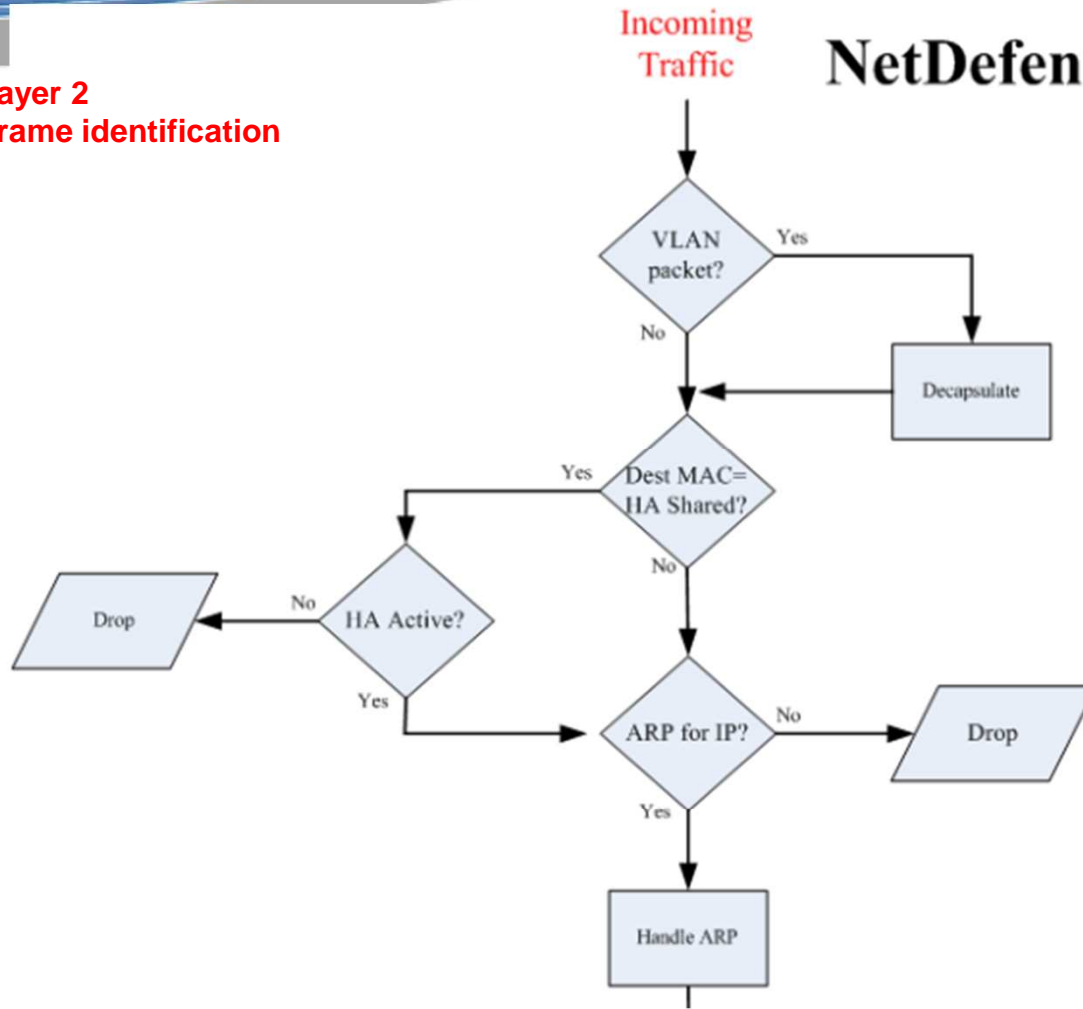 Incoming
Traffic
NetDefen
ayer 2
rame identification
VLAN
packet?
Yes
No
Decapsulate
Yes
Dest MAC=
HA Shared?
No
Drop
No
HA Active?
Yes
ARP for IP?
No
Drop
Yes
Handle ARP